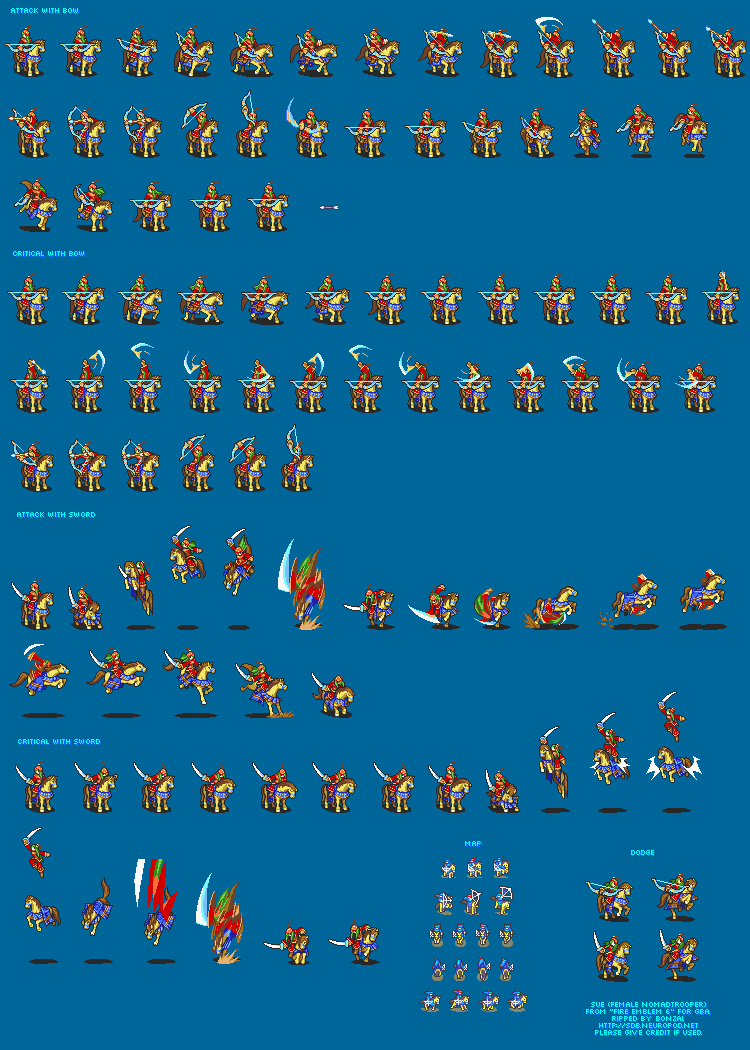 ATTACK WITH BOW
CRITICAL WITH BOW
ATTACK WITH SWORD
CRITICAL WITH SWORD
MAP
DODGE
SUE (FEMALE NOMADTROOPER)
FROM "FIRE EMBLEM 6" FOR GBA
RIPPED BY BONZAI
HTTP://SDB.NEUROPOD.NET
PLEASE GIVE CREDIT IF USED.